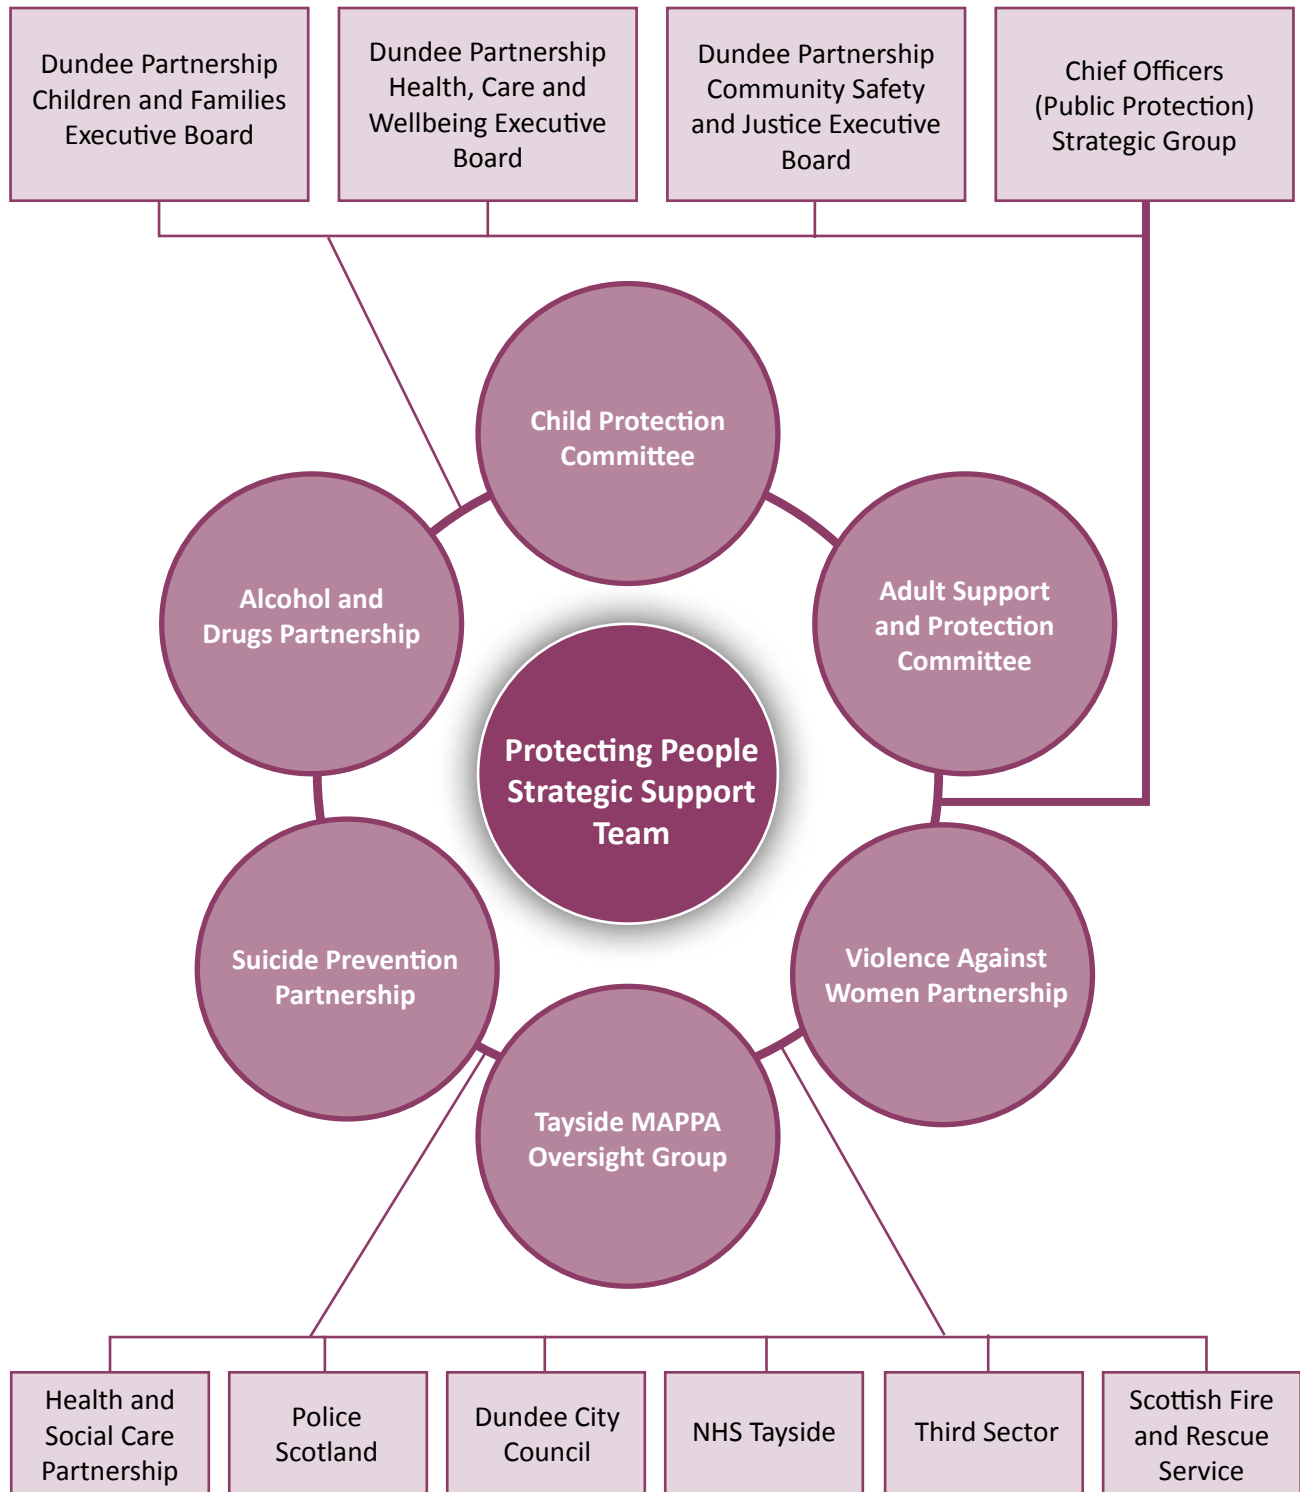 Dundee Partnership
Children and Families
Executive Board
Dundee Partnership
Health, Care and
Wellbeing Executive
Board
Dundee Partnership
Community Safety
and Justice Executive
Board
Chief Officers
(Public Protection)
Strategic Group
Child Protection
Committee
Alcohol and
Drugs Partnership
Adult Support
and Protection
Committee
Protecting People
Strategic Support
Team
Suicide Prevention
Partnership
Violence Against
Women Partnership
Tayside MAPPA
Oversight Group
Health and
Social Care
Partnership
Police
Scotland
Dundee City
Council
NHS Tayside
Third Sector
Scottish Fire
and Rescue
Service